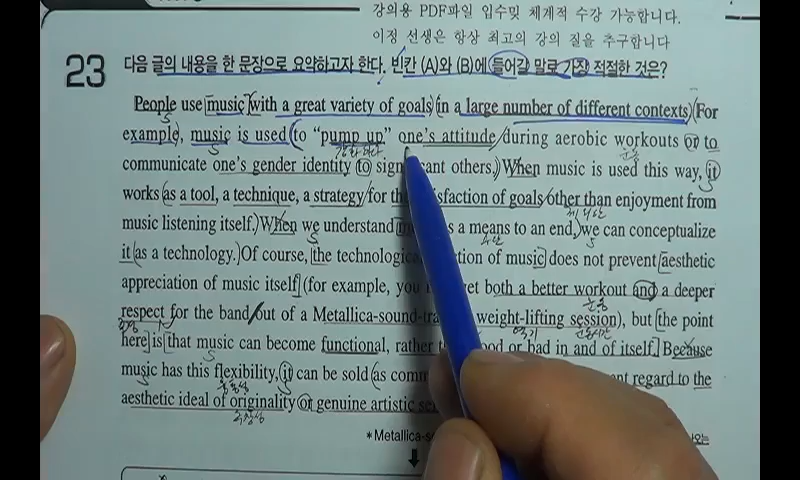 강의용 PDF파일 입수및 체계적 수강 가능합니다.
이정 선생은 항상 최고의 강의 질을 추구합니다
23 다음 글의 내용을 한 문장으로 요약하고자 한다. 빈칸 (A)와 (B)에 들어갈 말로 가장 적절한 것은?
People use music with a great variety of goals in a large number of different contexts. For
example, music is used to “pump up” one's attitude during aerobic workouts or to
communicate one's gender identity to significant others. When music is used this way, it
works as a tool, a technique, a strategy for the satisfaction of goals other than enjoyment from
music listening itself. When we understand as a means to an end, we can conceptualize
it as a technology. Of course, the technological of music does not prevent aesthetic
appreciation of music itself (for example, you both a better workout and a deeper
respect for the band out of a Metallica-sound weight-lifting session), but the point
here is that music can become functional, rather or bad in and of itself. Because
music has this flexibility, it can be sold as regard to the
aesthetic ideal of originality or genuine artistic
*Metallica